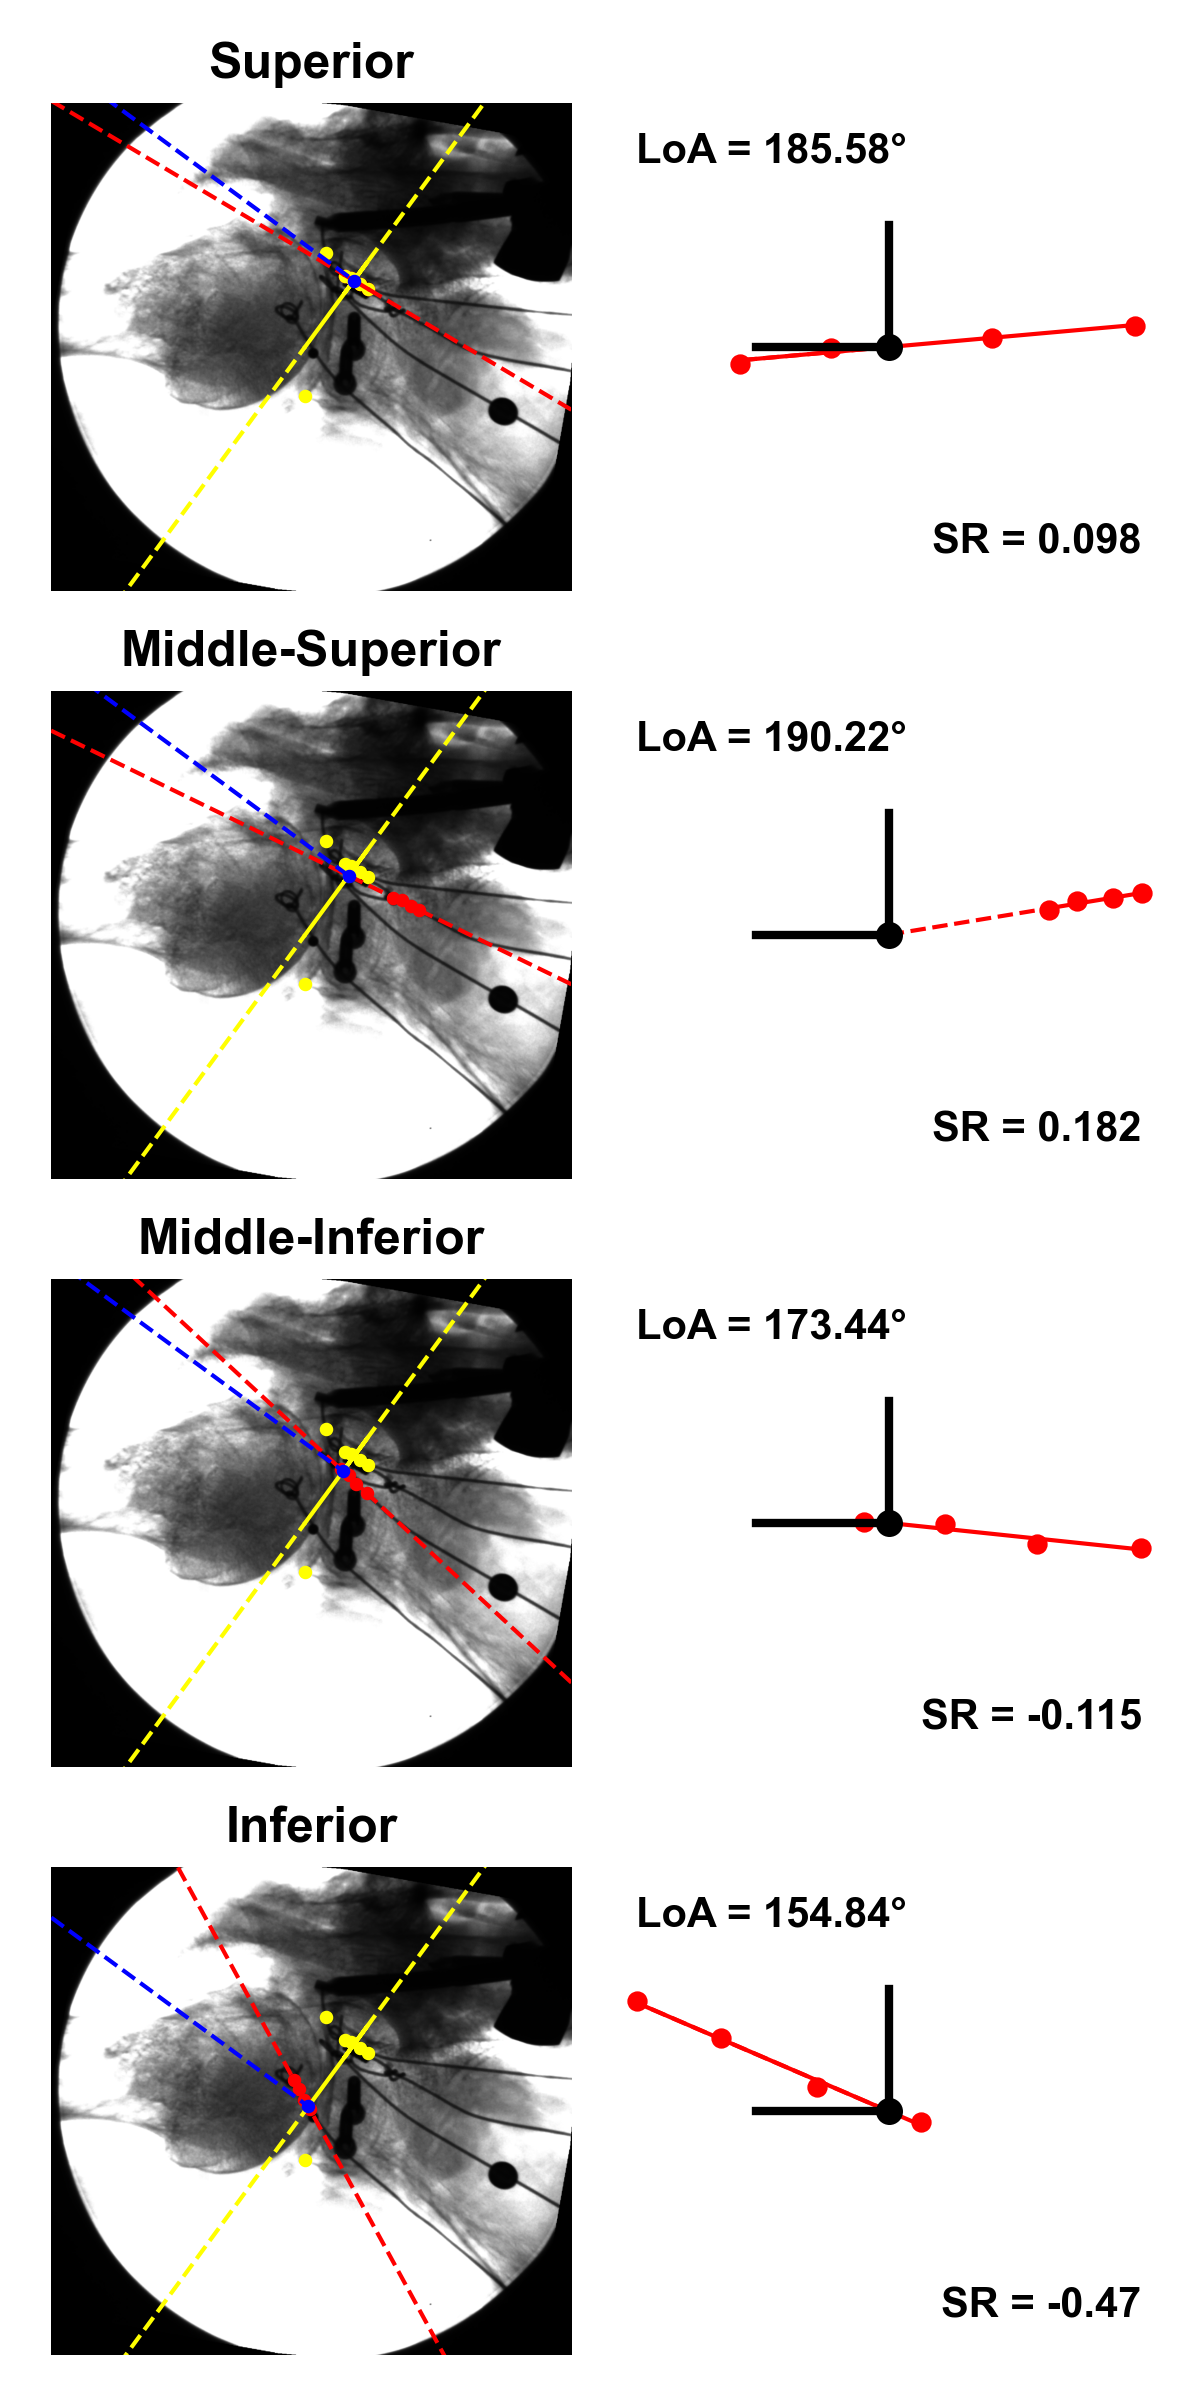 Superior
LoA = 185.58°
SR = 0.098
Middle-Superior
LoA = 190.22°
SR = 0.182
Middle-Inferior
LoA = 173.44°
SR = -0.115
Inferior
LoA = 154.84°
SR = -0.47